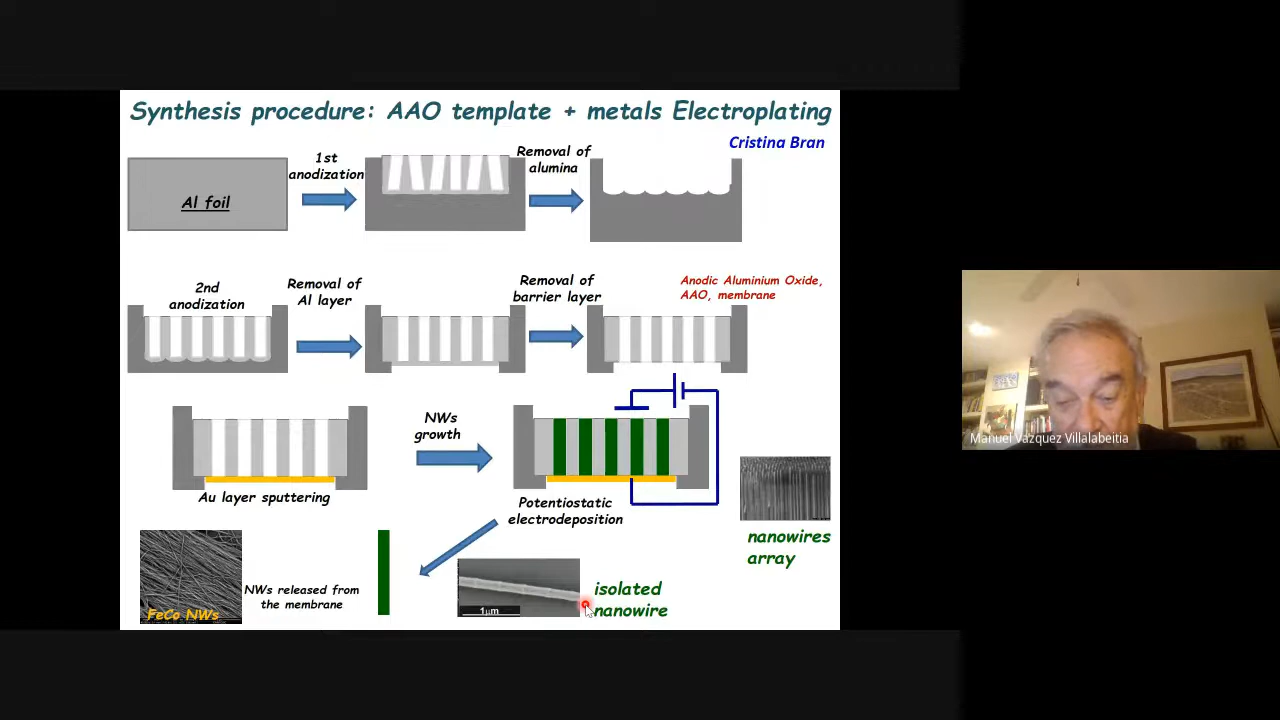 Synthesis procedure: AAO template + metals Electroplating
Cristina Bran
Al foil
1st
anodization
Removal of
alumina
2nd
anodization
Removal of
Al layer
Removal of
barrier layer
Anodic Aluminium Oxide,
AAO, membrane
Au layer sputtering
NWs
growth
Potentiostatic
electrodeposition
nanowires
array
FeCo NWs
NWs released from
the membrane
1µm
isolated
nanowire
Manuel Vazquez Villalabeitia